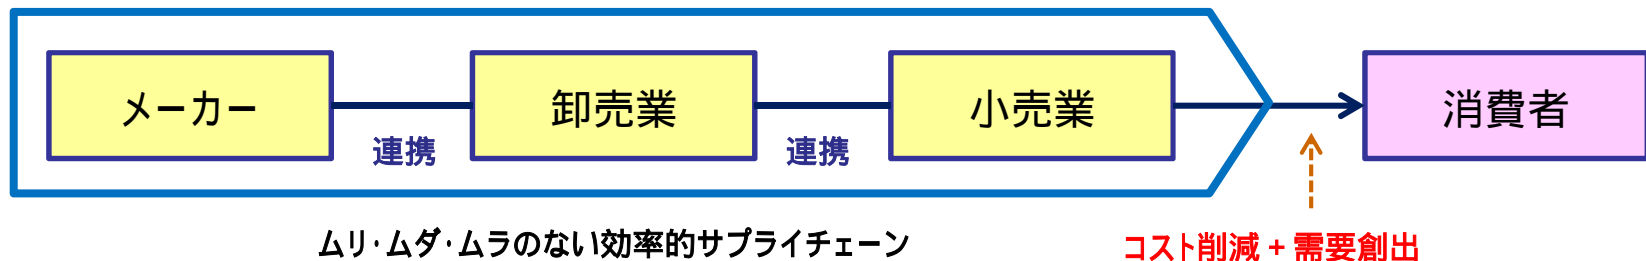 メーカー
卸売業
小売業
消費者
連携
連携
ムリ・ムダ・ムラのない効率的サプライチェーン
コスト削減 + 需要創出